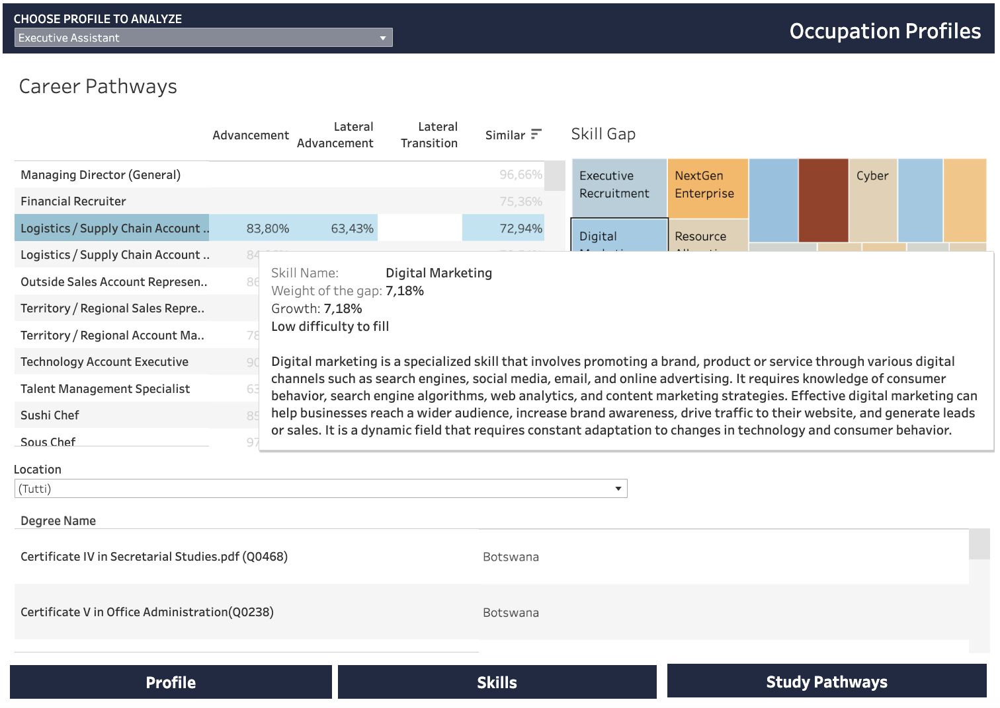 CHOOSE PROFILE TO ANALYZE
Executive Assistant
Occupation Profiles
Career Pathways
Advancement
Lateral
Advancement
Lateral
Transition
Similar
Skill Gap
Managing Director (General)
96,66%
Financial Recruiter
75,36%
Logistics / Supply Chain Account ..
83,80%
63,43%
72,94%
Logistics / Supply Chain Account ..
84
Outside Sales Account Represen..
86
Territory / Regional Sales Repre..
Territory / Regional Account Ma..
78
Technology Account Executive
90
Talent Management Specialist
63
Sushi Chef
85
Sous Chef
97
Executive
Recruitment
NextGen
Enterprise
Cyber
Digital
Resource
Skill Name: Digital Marketing
Weight of the gap: 7,18%
Growth: 7,18%
Low difficulty to fill
Digital marketing is a specialized skill that involves promoting a brand, product or service through various digital
channels such as search engines, social media, email, and online advertising. It requires knowledge of consumer
behavior, search engine algorithms, web analytics, and content marketing strategies. Effective digital marketing can
help businesses reach a wider audience, increase brand awareness, drive traffic to their website, and generate leads
or sales. It is a dynamic field that requires constant adaptation to changes in technology and consumer behavior.
Location
(Tutti)
Degree Name
Certificate IV in Secretarial Studies.pdf (Q0468)
Botswana
Certificate V in Office Administration(Q0238)
Botswana
Profile
Skills
Study Pathways